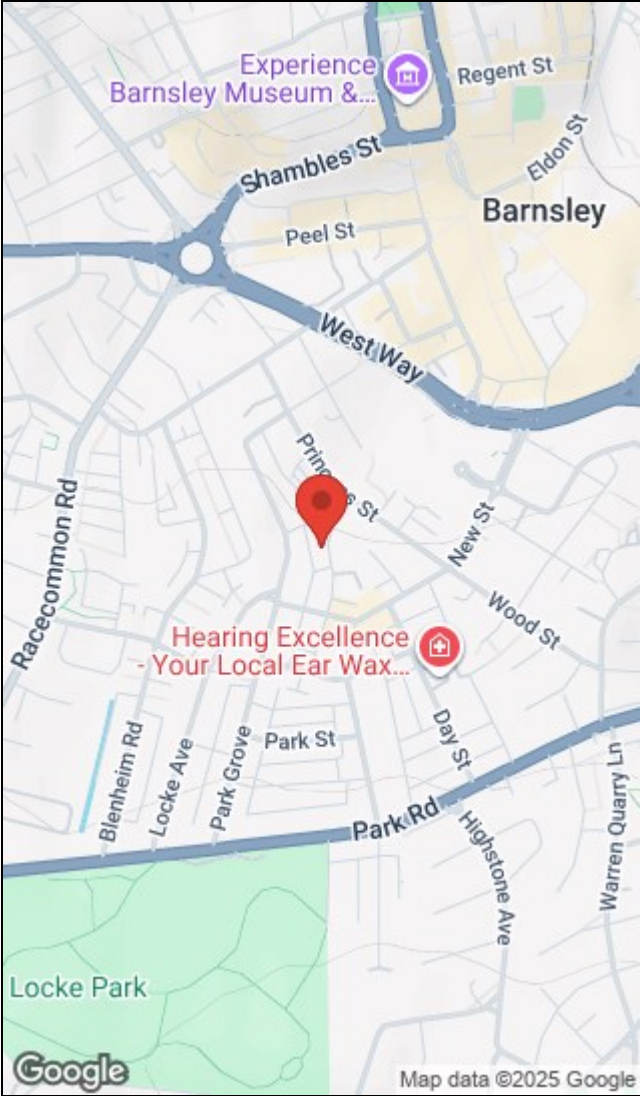 Experience
Barnsley Museum &...
Regent St
Shambles St
Eldon St
Barnsley
Peel St
West Way
St
New St
Racecommon Rd
Wood St
Hearing Excellence
- Your Local Ear Wax...
Day St
Park St
Blenheim Rd
Locke Ave
Park Grove
Park Rd
Warren Quarry Ln
Highstone Ave
Locke Park
Google
Map data ©2025 Google